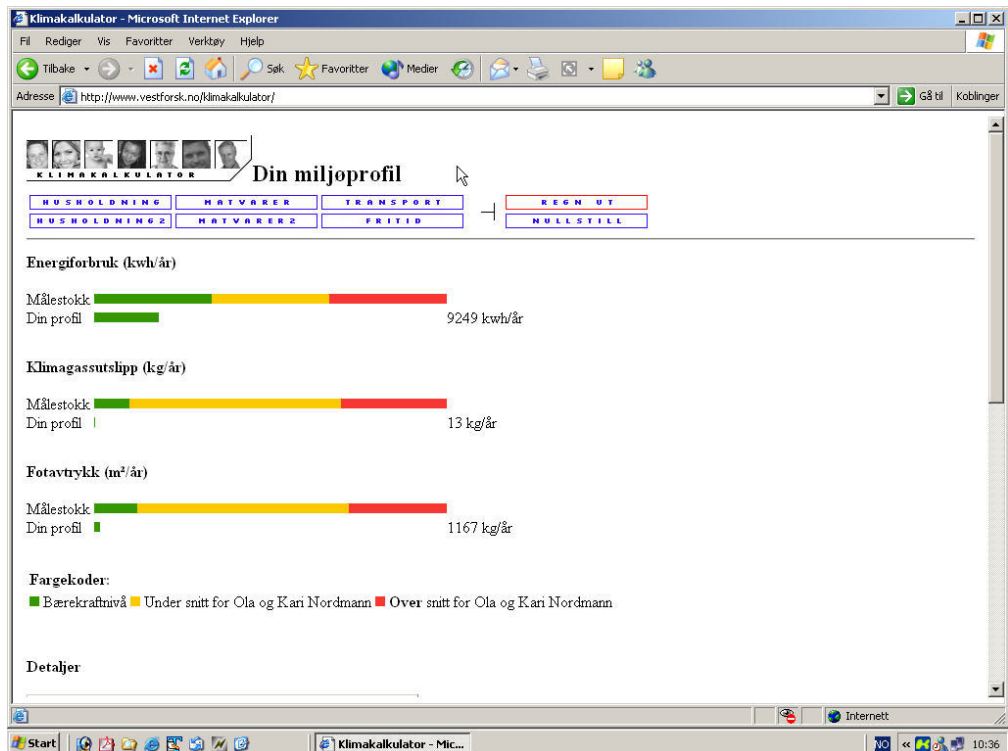 Klimakalkulator - Microsoft Internet Explorer
Fil Rediger Vis Favoritter Verktøy Hjelp
Tilbake Søk Favoritter Medier
Adresse http://www.vestforsk.no/klimakalkulator/ Gå til Koblinger
KLIMAKALKULATOR Din miljøprofil
HUSHOLDNING MATVARER TRANSPORT REGN UT
HUSHOLDNING2 MATVARER2 FRITID NULLSTILL
Energiforbruk (kwh/år)
Målestokk
Din profil 9249 kwh/år
Klimagassutslipp (kg/år)
Målestokk
Din profil 13 kg/år
Fotavtrykk (m²/år)
Målestokk
Din profil 1167 kg/år
Fargekoder:
Bærekraftnivå Under snitt for Ola og Kari Nordmann Over snitt for Ola og Kari Nordmann
Detaljer
Internett
Start Klimakalkulator - Mic... NO « 10:36